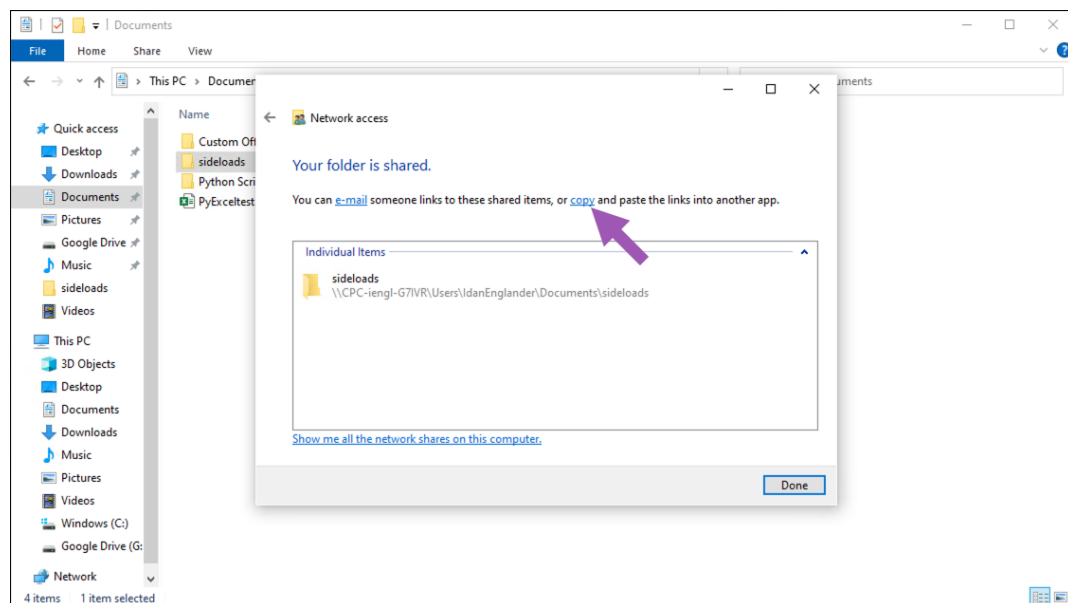 Documents
File Home Share View
This PC > Documen
uments
Name
Custom Off
sideloads
Python Scri
PyExceltest
Quick access
Desktop
Downloads
Documents
Pictures
Google Drive
Music
sideloads
Videos
This PC
3D Objects
Desktop
Documents
Downloads
Music
Pictures
Videos
Windows (C:)
Google Drive (G:
Network
4 items 1 item selected
Network access
Your folder is shared.
You can e-mail someone links to these shared items, or copy and paste the links into another app.
Individual Items
sideloads
\\CPC-iengl-G7IVR\Users\IdanEnglander\Documents\sideloads
Show me all the network shares on this computer.
Done